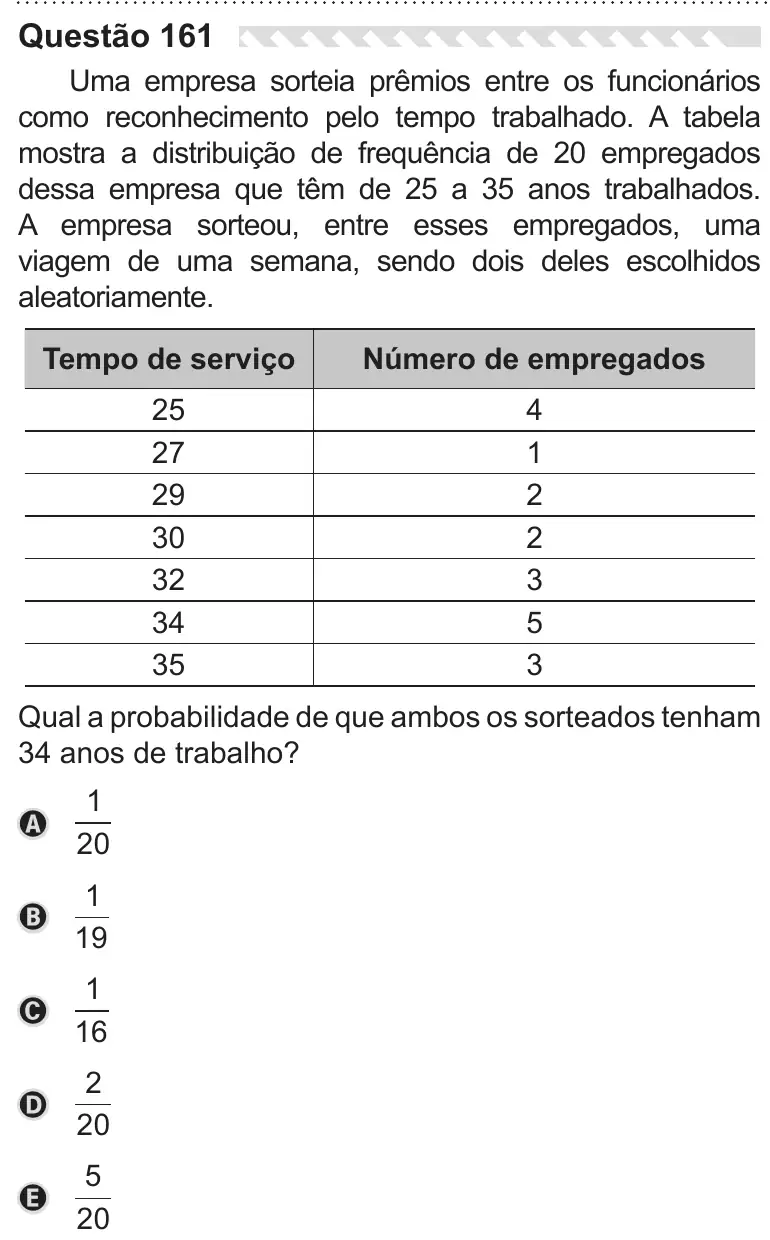 Questão 161
Uma empresa sorteia prêmios entre os funcionários
como reconhecimento pelo tempo trabalhado. A tabela
mostra a distribuição de frequência de 20 empregados
dessa empresa que têm de 25 a 35 anos trabalhados.
A empresa sorteou, entre esses empregados, uma
viagem de uma semana, sendo dois deles escolhidos
aleatoriamente.
Tempo de serviço Número de empregados
25 4
27 1
29 2
30 2
32 3
34 5
35 3
Qual a probabilidade de que ambos os sorteados tenham
34 anos de trabalho?
A 1/20
B 1/19
C 1/16
D 2/20
E 5/20